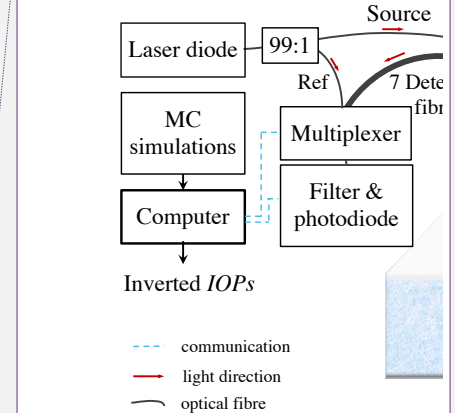 Source
Laser diode
99:1
Ref
7 Dete
fibr
MC
simulations
Multiplexer
Computer
Filter &
photodiode
Inverted IOPs
communication
light direction
optical fibre